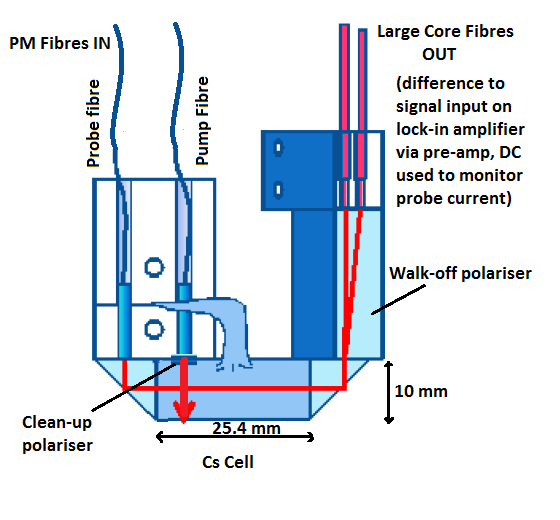 PM Fibres IN
Probe fibre
Pump Fibre
Large Core Fibres
OUT
(difference to
signal input on
lock-in amplifier
via pre-amp, DC
used to monitor
probe current)
Walk-off polariser
10 mm
Clean-up
polariser
25.4 mm
Cs Cell